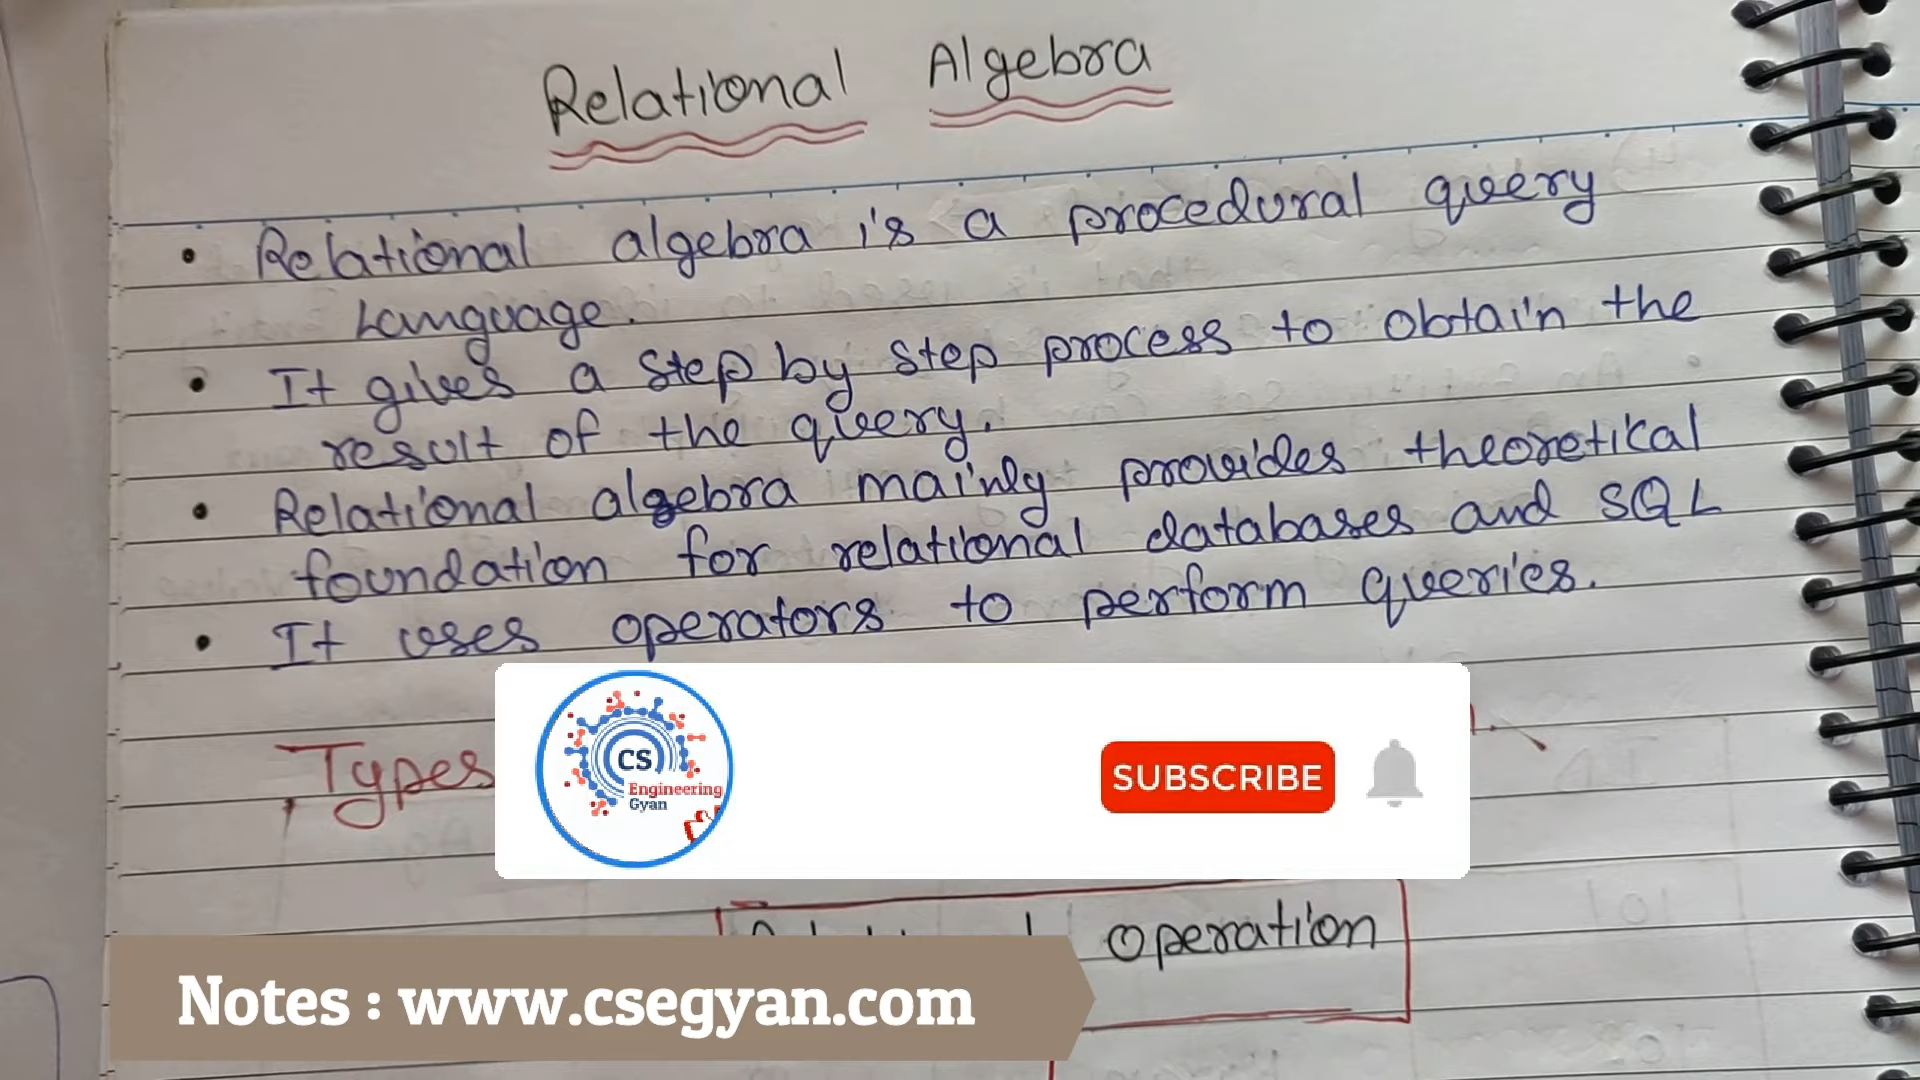 Relational Algebra
• Relational algebra is a procedural query
Language.
• It gives a step by step process to obtain the
result of the query.
• Relational algebra mainly provides theoretical
foundation for relational databases and SQL
• It uses operators to perform queries.
Types
CS
Engineering
Gyan
SUBSCRIBE
operation
Notes : www.csegyan.com